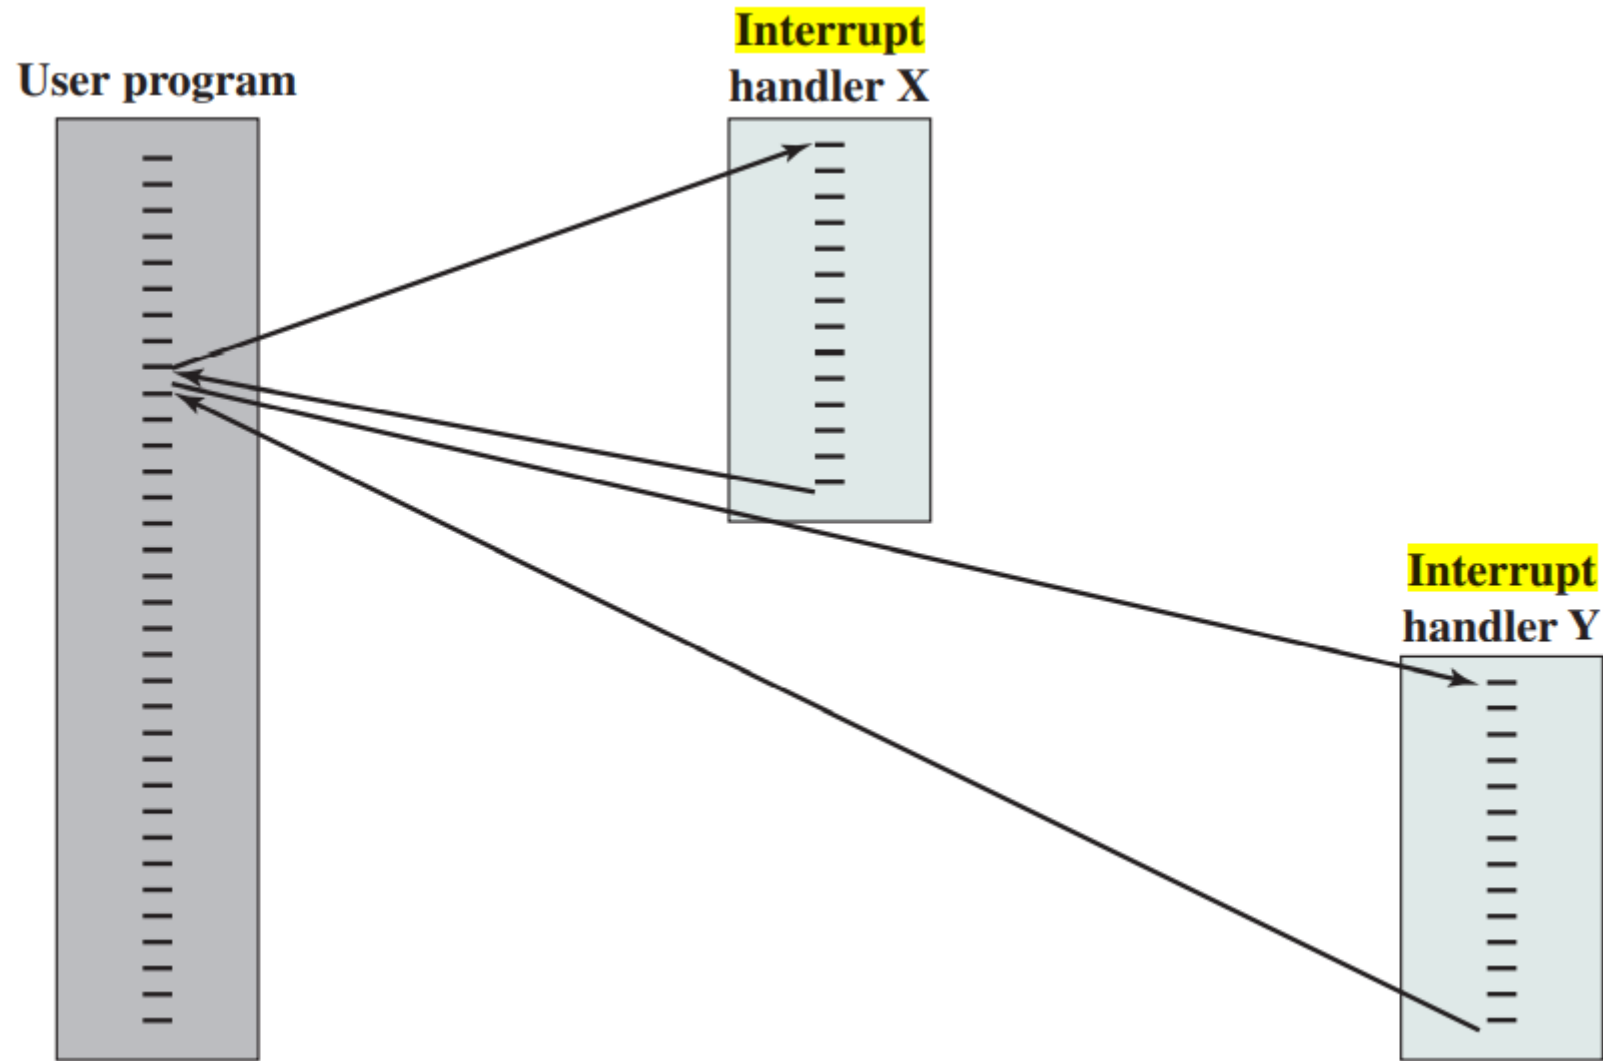 User program
Interrupt
handler X
Interrupt
handler Y